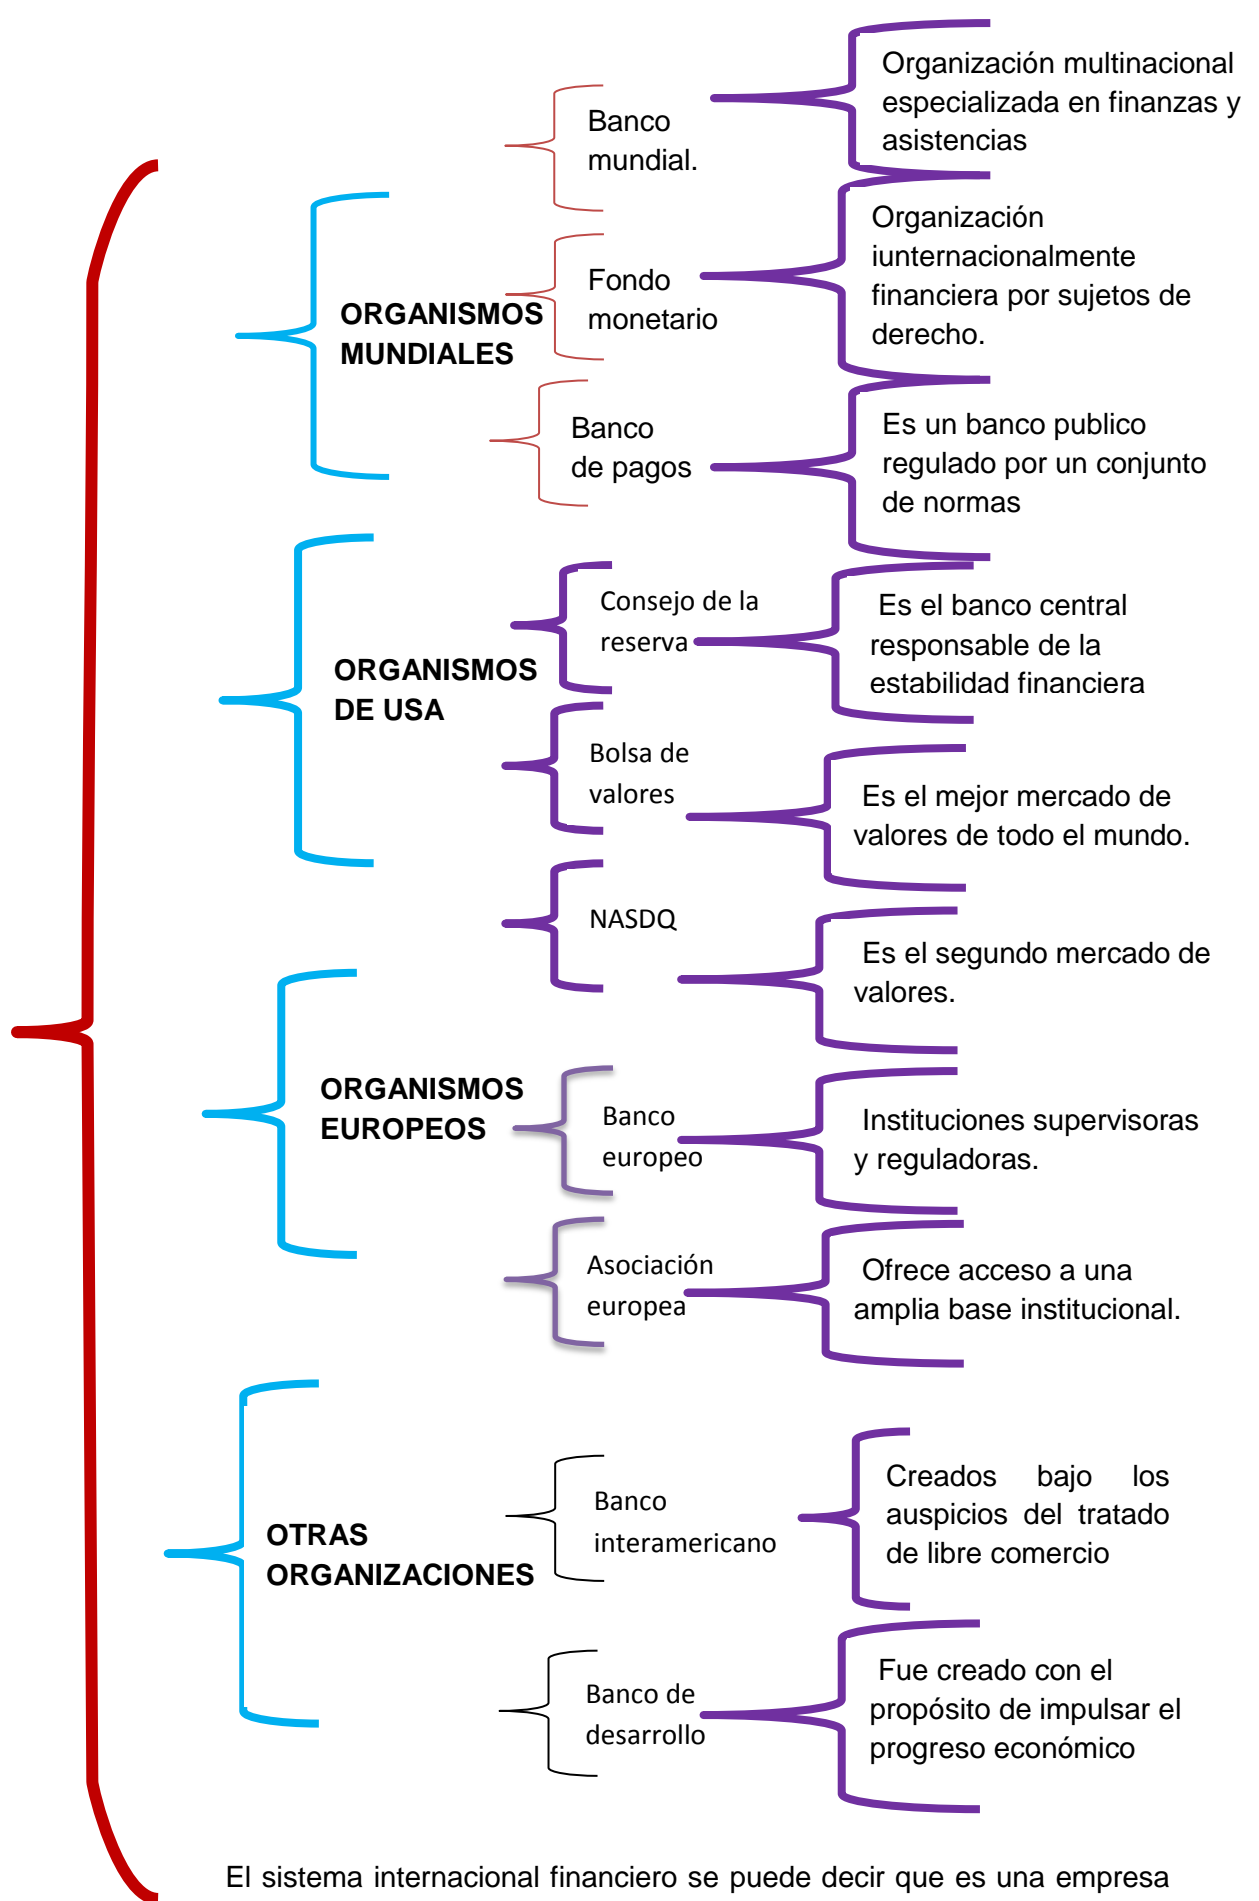 Banco
mundial.
Organización multinacional
especializada en finanzas y
asistencias
ORGANISMOS
MUNDIALES
Fondo
monetario
Organización
iunternacionalmente
financiera por sujetos de
derecho.
Banco
de pagos
Es un banco publico
regulado por un conjunto
de normas
ORGANISMOS
DE USA
Consejo de la
reserva
Es el banco central
responsable de la
estabilidad financiera
Bolsa de
valores
Es el mejor mercado de
valores de todo el mundo.
NASDQ
Es el segundo mercado de
valores.
ORGANISMOS
EUROPEOS
Banco
europeo
Instituciones supervisoras
y reguladoras.
Asociación
europea
Ofrece acceso a una
amplia base institucional.
OTRAS
ORGANIZACIONES
Banco
interamericano
Creados bajo los
auspicios del tratado
de libre comercio
Banco de
desarrollo
Fue creado con el
propósito de impulsar el
progreso económico
El sistema internacional financiero se puede decir que es una empresa